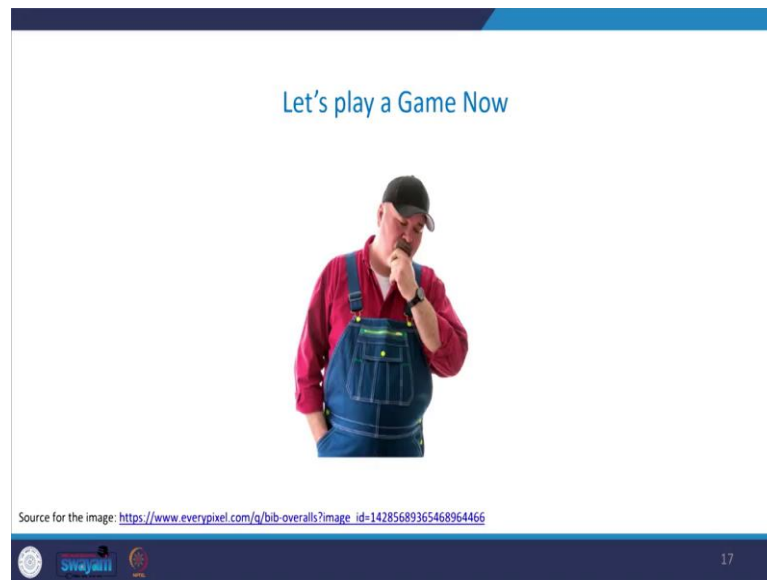 Let's play a Game Now
Source for the image: https://www.everypixel.com/q/bib-overalls?image_id=14285689365468964466
swayam
17